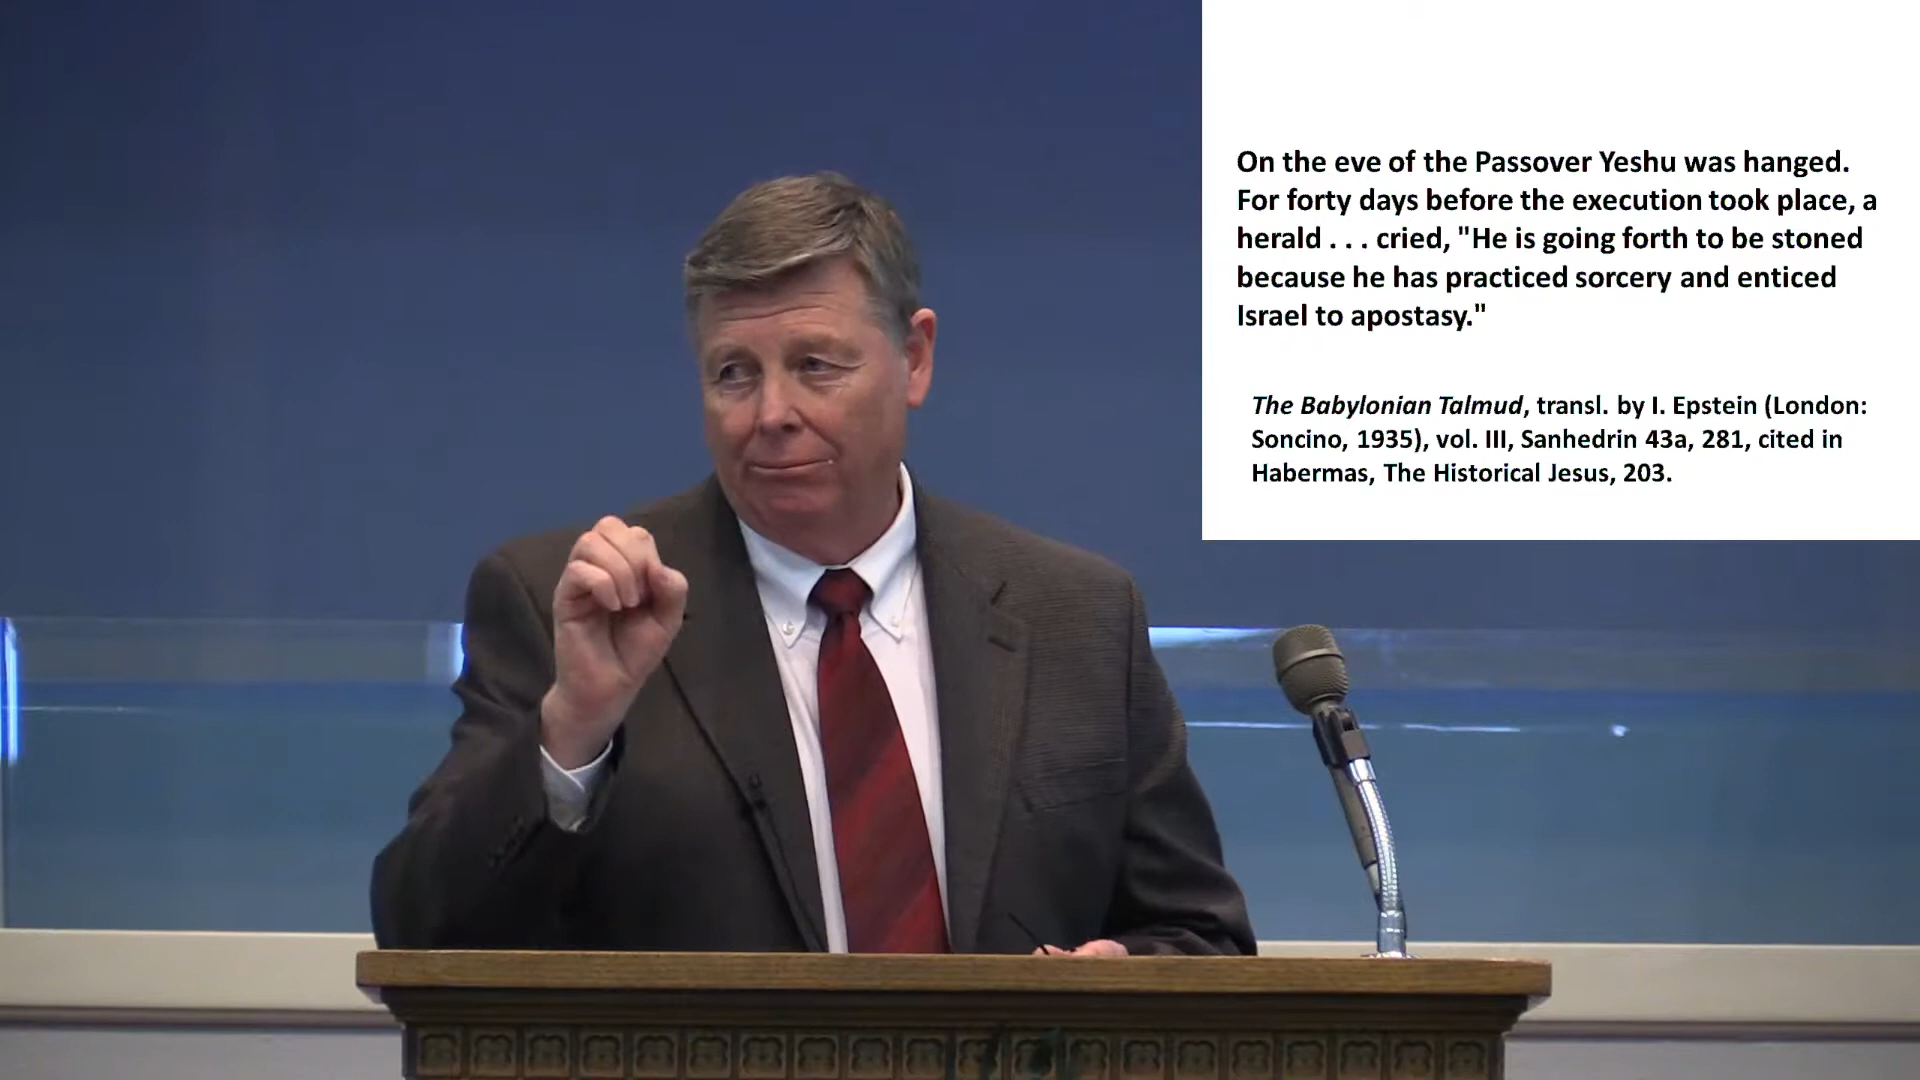 On the eve of the Passover Yeshu was hanged.
For forty days before the execution took place, a
herald . . . cried, "He is going forth to be stoned
because he has practiced sorcery and enticed
Israel to apostasy."
The Babylonian Talmud, transl. by I. Epstein (London:
Soncino, 1935), vol. III, Sanhedrin 43a, 281, cited in
Habermas, The Historical Jesus, 203.